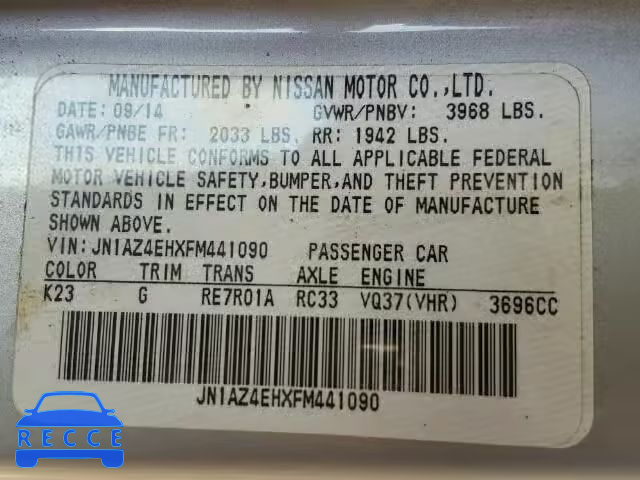 MANUFACTURED BY NISSAN MOTOR CO.,LTD.
DATE: 09/14 GVWR/PNBV: 3968 LBS.
GAWR/PNBE FR: 2033 LBS. RR: 1942 LBS.
THIS VEHICLE CONFORMS TO ALL APPLICABLE FEDERAL
MOTOR VEHICLE SAFETY,BUMPER,AND THEFT PREVENTION
STANDARDS IN EFFECT ON THE DATE OF MANUFACTURE
SHOWN ABOVE.
VIN:JN1AZ4EHXFM441090 PASSENGER CAR
COLOR TRIM TRANS AXLE ENGINE
K23 G RE7R01A RC33 VQ37(VHR) 3696CC
JN1AZ4EHXFM441090
RECCE